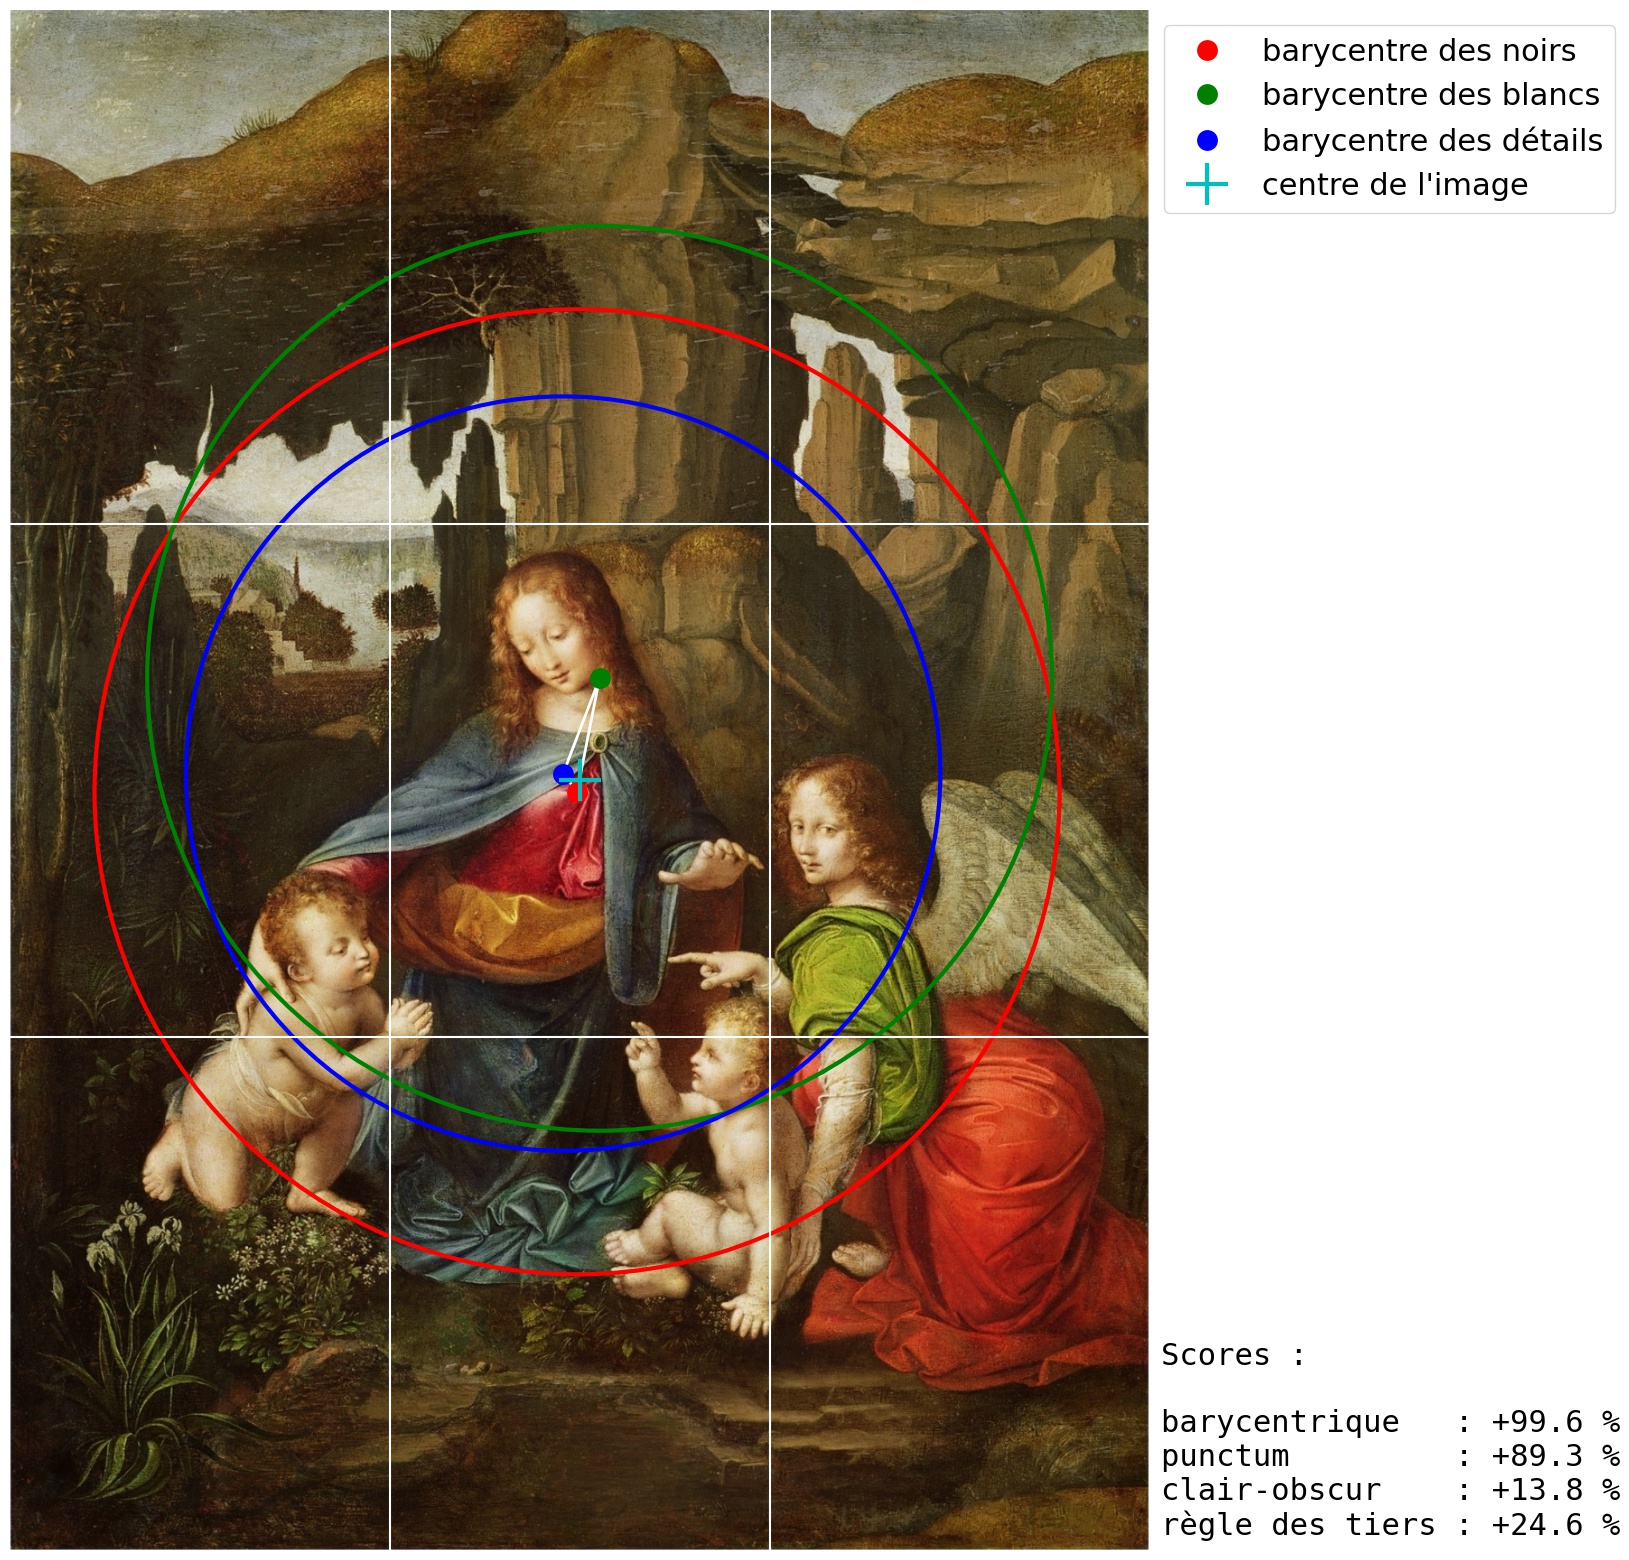 barycentre des noirs
barycentre des blancs
barycentre des détails
centre de l'image
Scores :
barycentrique   : +99.6 %
punctum         : +89.3 %
clair-obscur    : +13.8 %
règle des tiers : +24.6 %